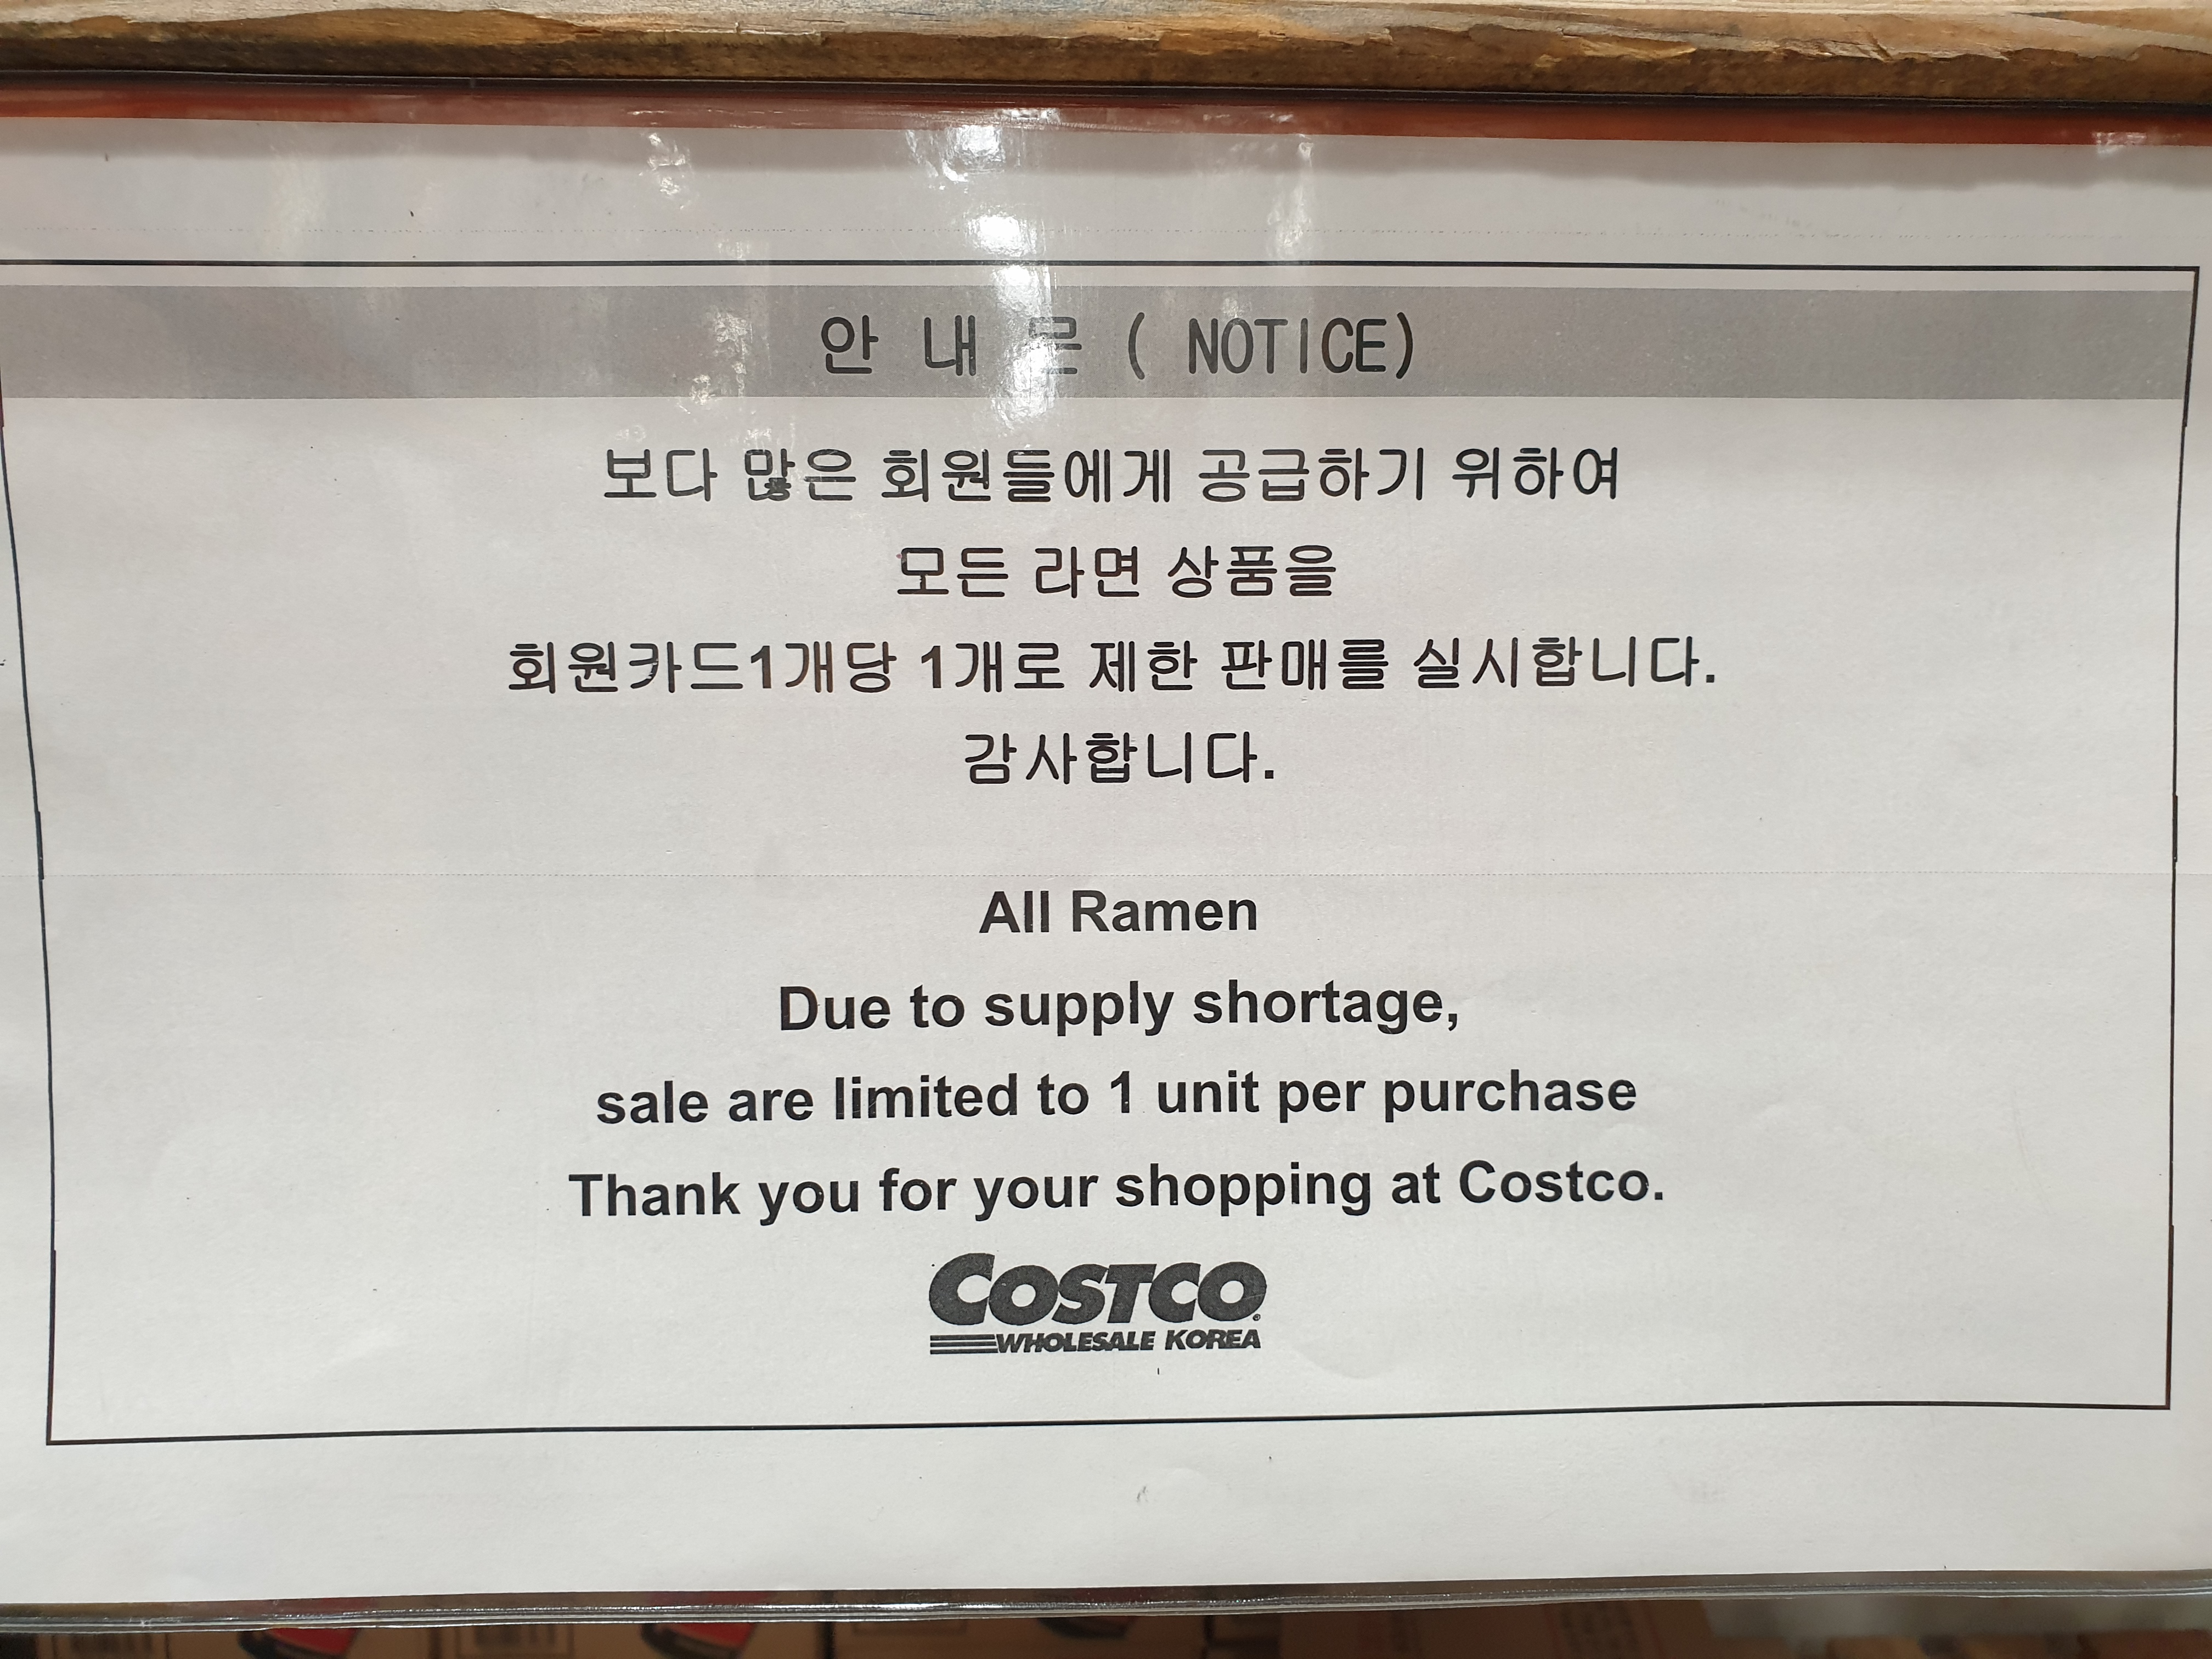 안 내 문 ( NOTICE)
보다 많은 회원들에게 공급하기 위하여
모든 라면 상품을
회원카드1개당 1개로 제한 판매를 실시합니다.
감사합니다.
All Ramen
Due to supply shortage,
sale are limited to 1 unit per purchase
Thank you for your shopping at Costco.
COSTCO
WHOLESALE KOREA